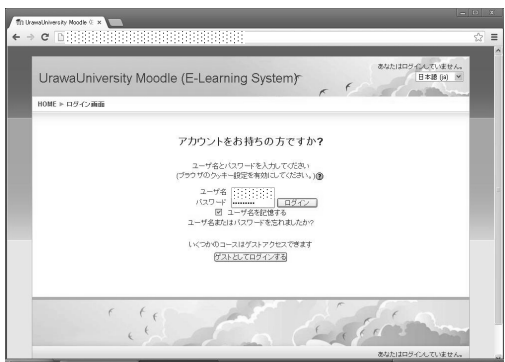 UrawaUniversity Moodle (E-Learning System)
あなたはログインしていません。
日本語 (ja)
HOME ► ログイン画面
アカウントをお持ちの方ですか?
ユーザ名とパスワードを入力してください
(ブラウザのクッキー設定を有効にしてください。)
ユーザ名
パスワード
ログイン
ユーザ名を記憶する
ユーザ名またはパスワードを忘れましたか?
いくつかのコースはゲストアクセスできます
ゲストとしてログインする
あなたはログインしていません。